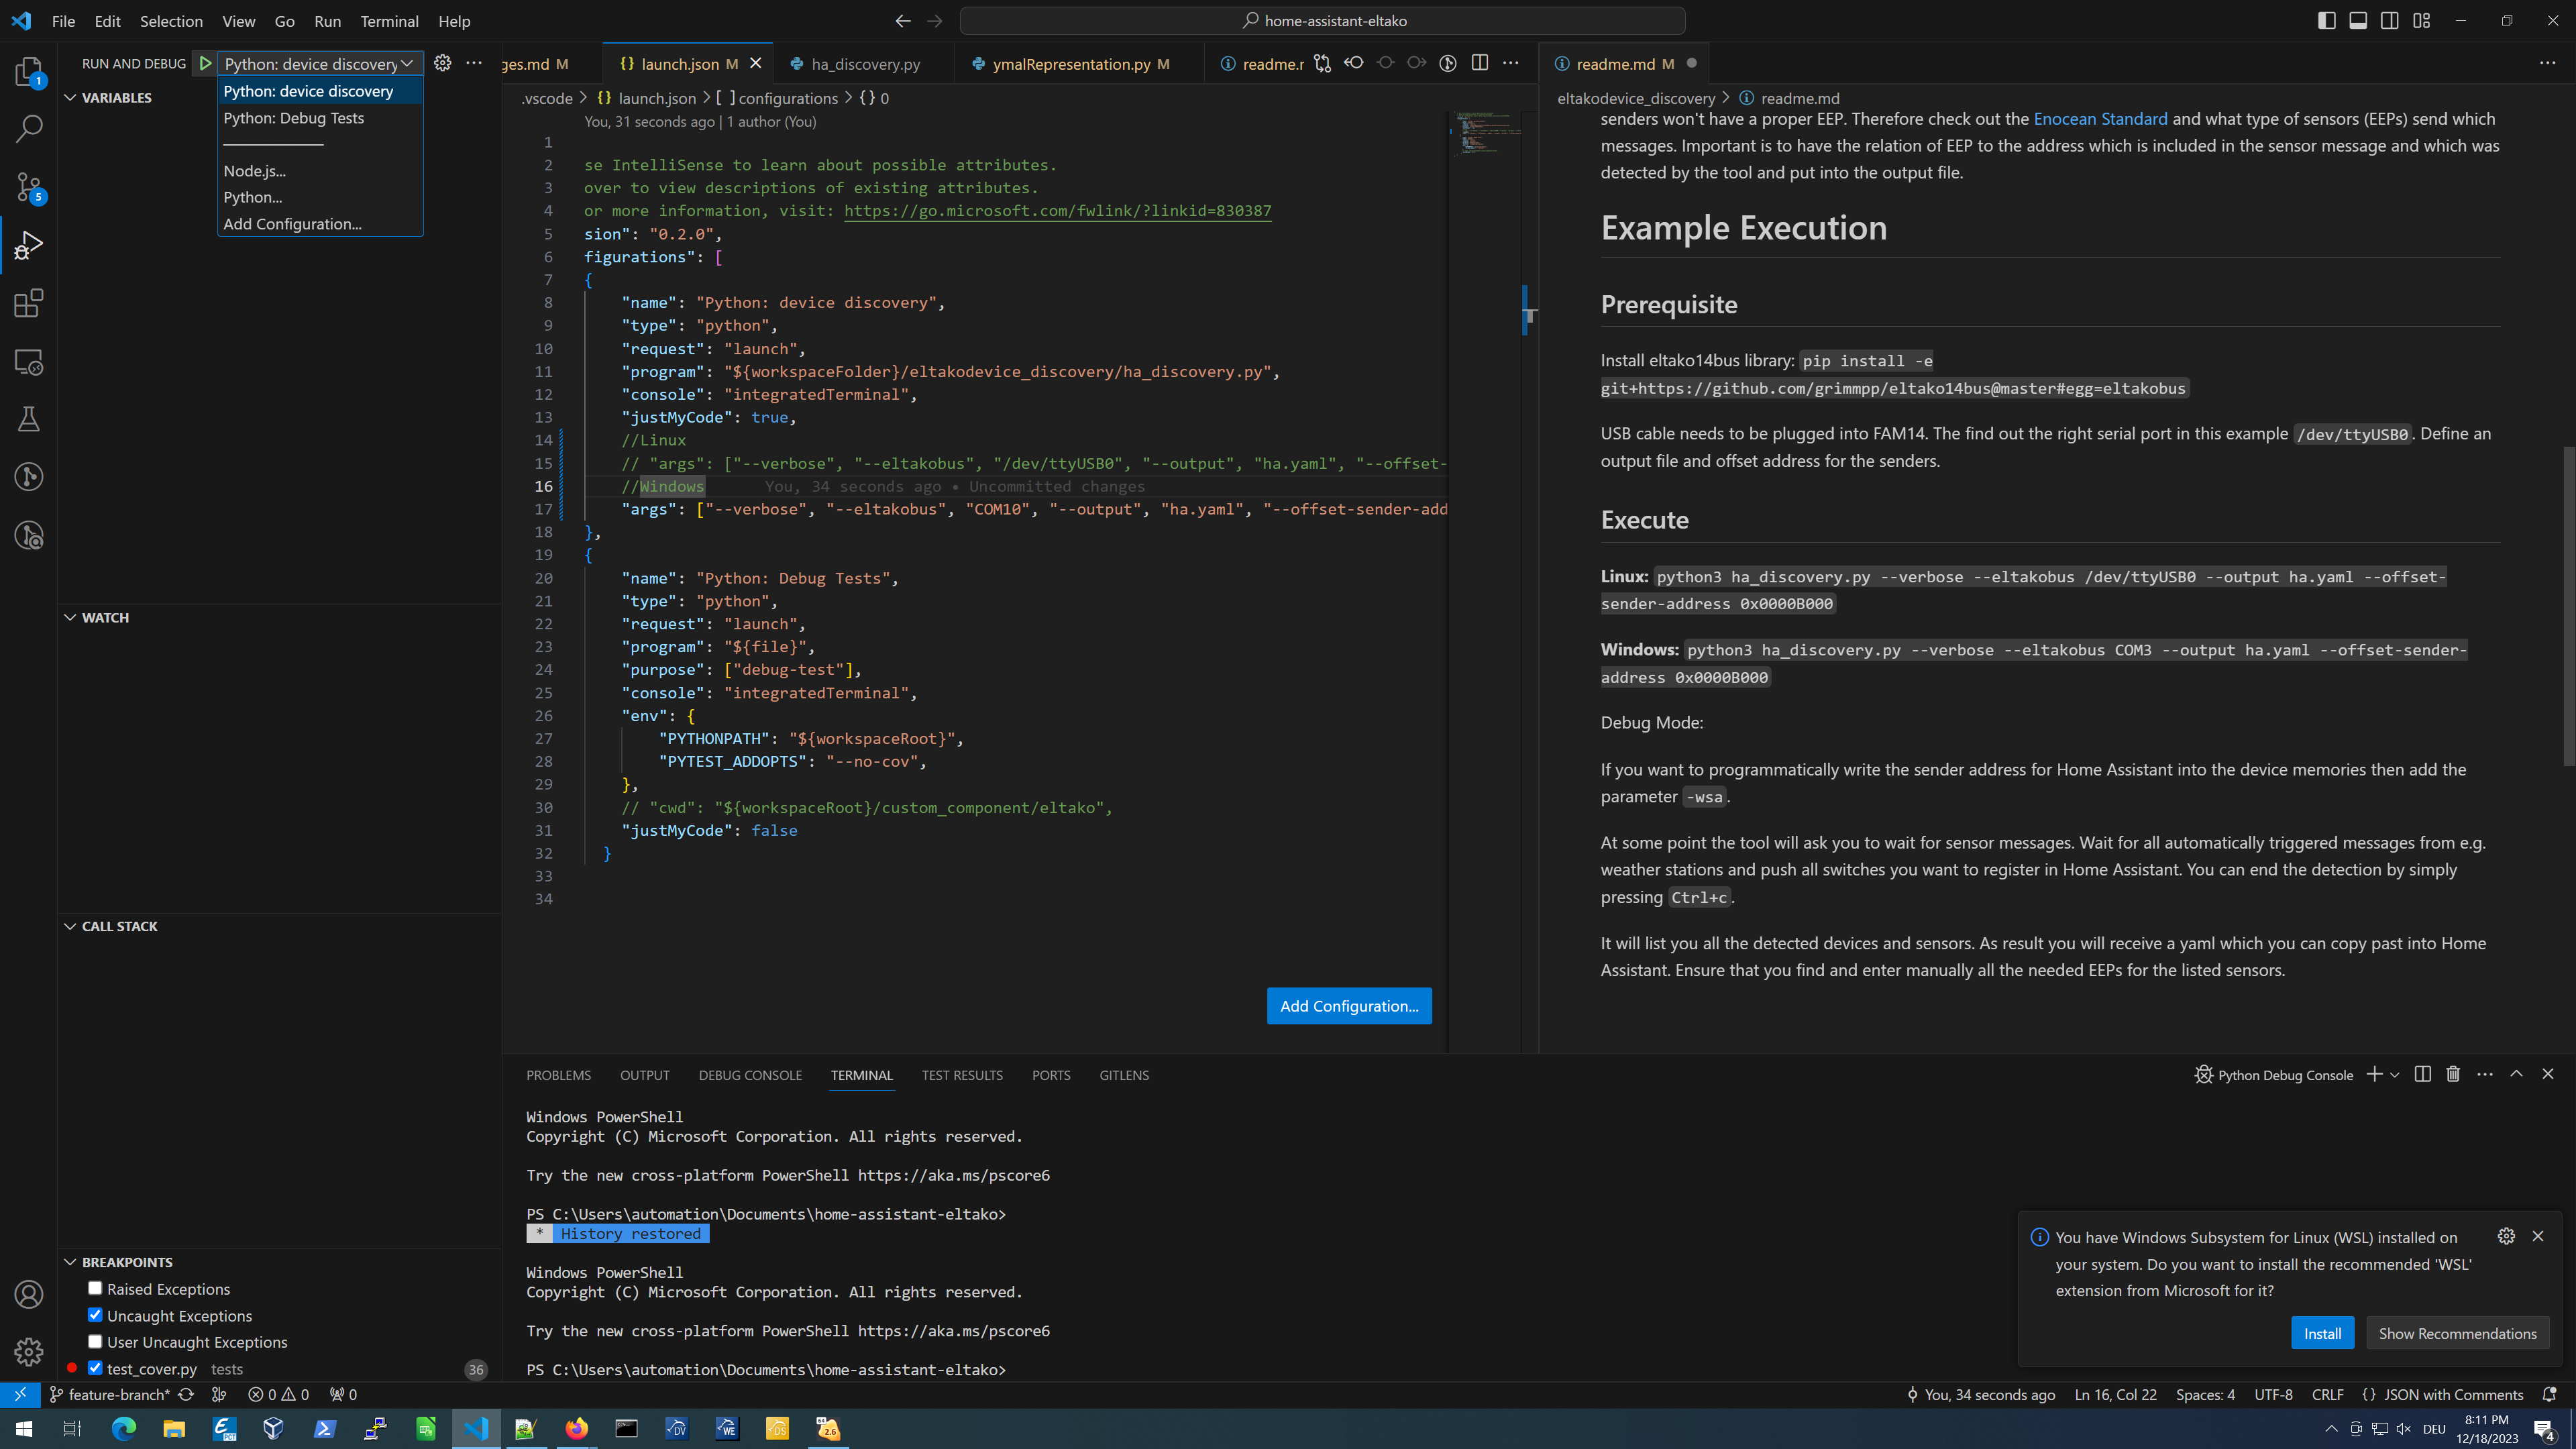 File Edit Selection View Go Run Terminal Help
home-assistant-eltako
RUN AND DEBUG
Python: device discovery
Python: device discovery
Python: Debug Tests
Node.js...
Python...
Add Configuration...
VARIABLES
WATCH
CALL STACK
BREAKPOINTS
Raised Exceptions
Uncaught Exceptions
User Uncaught Exceptions
test_cover.py tests 36
1
5
ges.md M
launch.json M
ha_discovery.py
ymalRepresentation.py M
readme.r
.vscode > {} launch.json > [ ] configurations > {} 0
You, 31 seconds ago | 1 author (You)
1
2 se IntelliSense to learn about possible attributes.
3 over to view descriptions of existing attributes.
4 or more information, visit: https://go.microsoft.com/fwlink/?linkid=830387
5 sion": "0.2.0",
6 figurations": [
7 {
8 "name": "Python: device discovery",
9 "type": "python",
10 "request": "launch",
11 "program": "${workspaceFolder}/eltakodevice_discovery/ha_discovery.py",
12 "console": "integratedTerminal",
13 "justMyCode": true,
14 //Linux
15 // "args": ["--verbose", "--eltakobus", "/dev/ttyUSB0", "--output", "ha.yaml", "--offset-
16 //Windows You, 34 seconds ago • Uncommitted changes
17 "args": ["--verbose", "--eltakobus", "COM10", "--output", "ha.yaml", "--offset-sender-add
18 },
19 {
20 "name": "Python: Debug Tests",
21 "type": "python",
22 "request": "launch",
23 "program": "${file}",
24 "purpose": ["debug-test"],
25 "console": "integratedTerminal",
26 "env": {
27 "PYTHONPATH": "${workspaceRoot}",
28 "PYTEST_ADDOPTS": "--no-cov",
29 },
30 // "cwd": "${workspaceRoot}/custom_component/eltako",
31 "justMyCode": false
32 }
33
34
Add Configuration...
readme.md M
eltakodevice_discovery > readme.md
senders won't have a proper EEP. Therefore check out the Enocean Standard and what type of sensors (EEPs) send which
messages. Important is to have the relation of EEP to the address which is included in the sensor message and which was
detected by the tool and put into the output file.
Example Execution
Prerequisite
Install eltako14bus library: pip install -e
git+https://github.com/grimmpp/eltako14bus@master#egg=eltakobus
USB cable needs to be plugged into FAM14. The find out the right serial port in this example /dev/ttyUSB0. Define an
output file and offset address for the senders.
Execute
Linux: python3 ha_discovery.py --verbose --eltakobus /dev/ttyUSB0 --output ha.yaml --offset-
sender-address 0x0000B000
Windows: python3 ha_discovery.py --verbose --eltakobus COM3 --output ha.yaml --offset-sender-
address 0x0000B000
Debug Mode:
If you want to programmatically write the sender address for Home Assistant into the device memories then add the
parameter -wsa.
At some point the tool will ask you to wait for sensor messages. Wait for all automatically triggered messages from e.g.
weather stations and push all switches you want to register in Home Assistant. You can end the detection by simply
pressing Ctrl+c.
It will list you all the detected devices and sensors. As result you will receive a yaml which you can copy past into Home
Assistant. Ensure that you find and enter manually all the needed EEPs for the listed sensors.
PROBLEMS OUTPUT DEBUG CONSOLE TERMINAL TEST RESULTS PORTS GITLENS
Python Debug Console
Windows PowerShell
Copyright (C) Microsoft Corporation. All rights reserved.
Try the new cross-platform PowerShell https://aka.ms/pscore6
PS C:\Users\automation\Documents\home-assistant-eltako>
* History restored
Windows PowerShell
Copyright (C) Microsoft Corporation. All rights reserved.
Try the new cross-platform PowerShell https://aka.ms/pscore6
PS C:\Users\automation\Documents\home-assistant-eltako>
You have Windows Subsystem for Linux (WSL) installed on
your system. Do you want to install the recommended 'WSL'
extension from Microsoft for it?
Install
Show Recommendations
feature-branch* 0 0 0
You, 34 seconds ago Ln 16, Col 22 Spaces: 4 UTF-8 CRLF {} JSON with Comments
DEU
8:11 PM
12/18/2023
4
PCT
DV
WE
DS
64
2.6